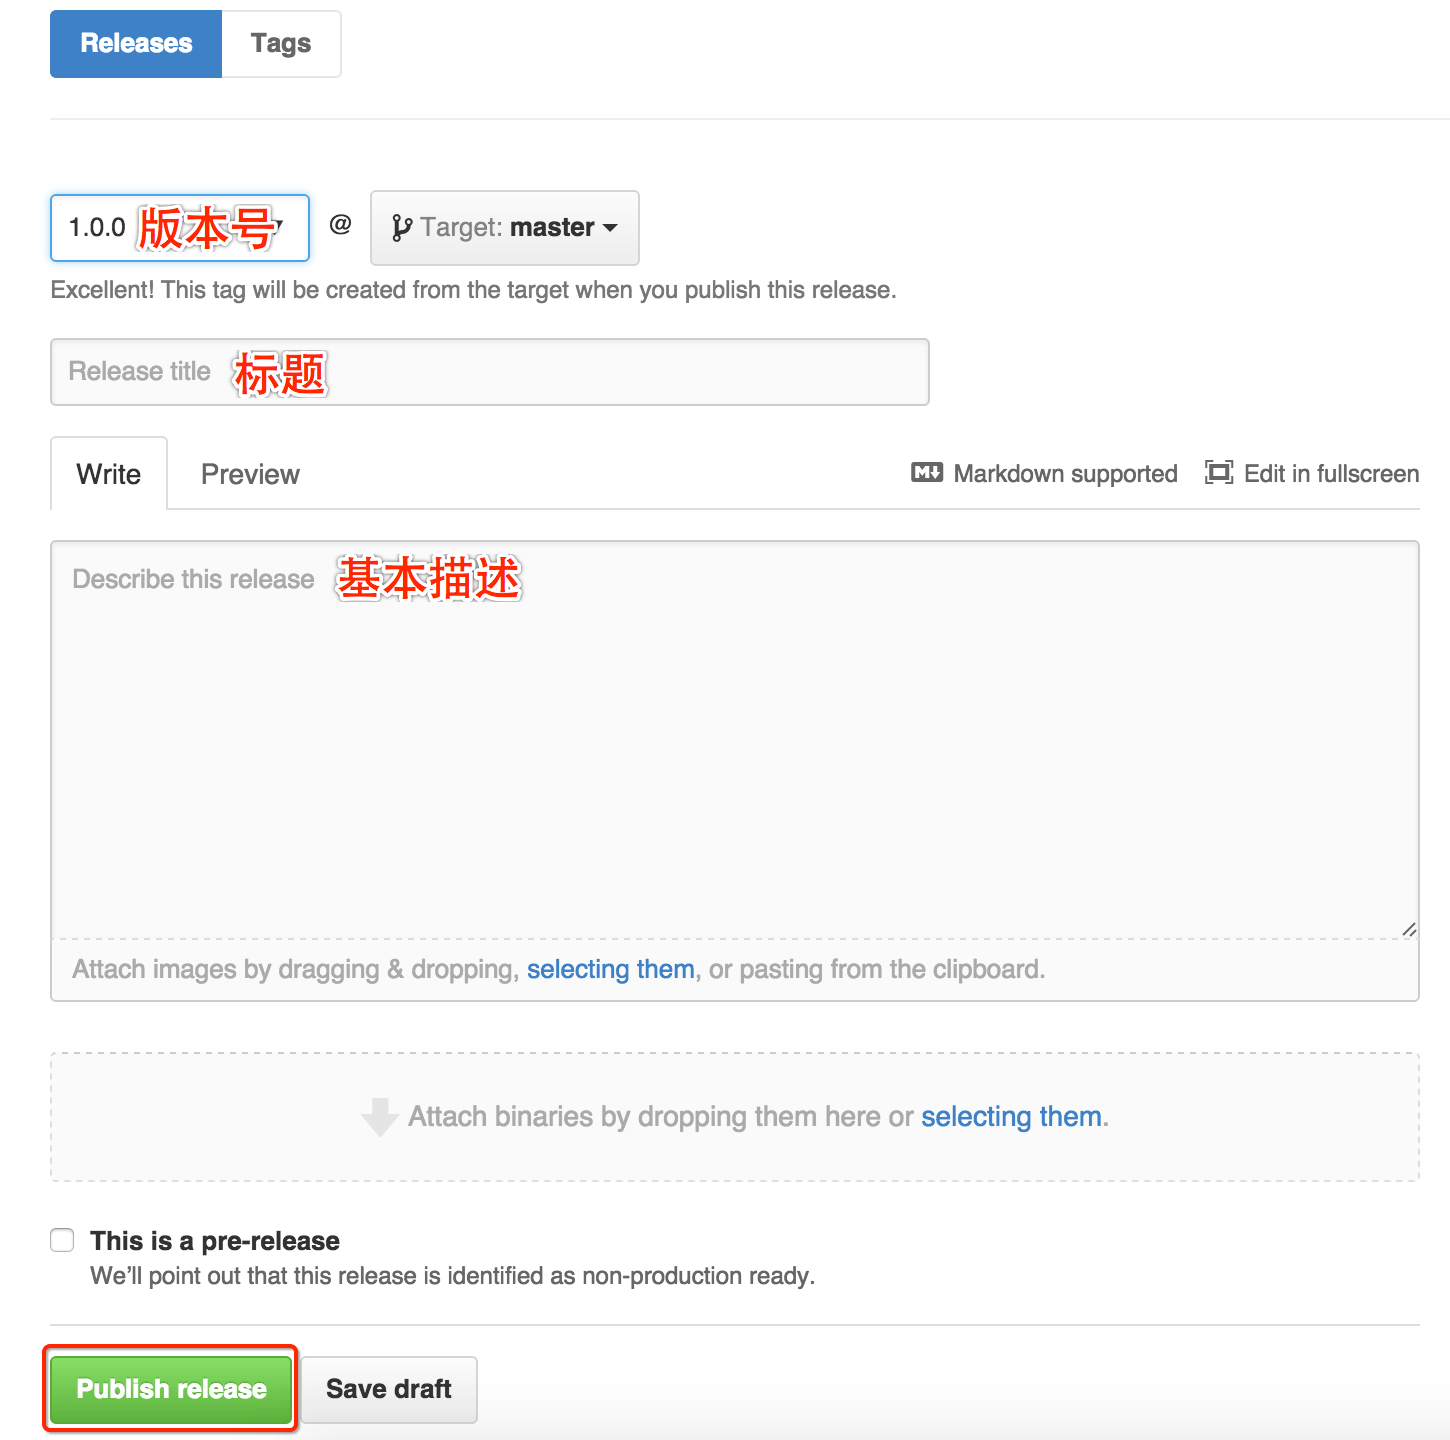 Releases Tags
1.0.0 版本号 @ Target: master
Excellent! This tag will be created from the target when you publish this release.
Release title 标题
Write Preview Markdown supported Edit in fullscreen
Describe this release 基本描述
Attach images by dragging & dropping, selecting them, or pasting from the clipboard.
Attach binaries by dropping them here or selecting them.
This is a pre-release
We’ll point out that this release is identified as non-production ready.
Publish release Save draft